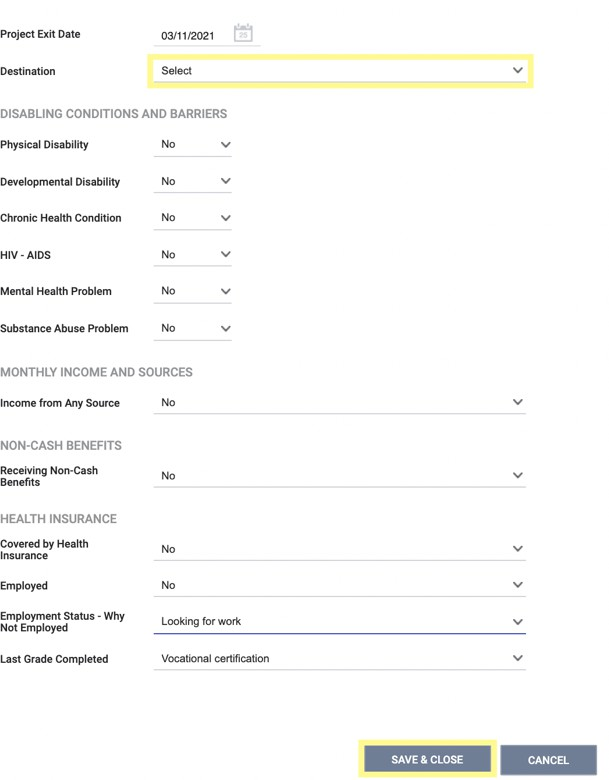 Project Exit Date 03/11/2021 25
Destination Select
DISABLING CONDITIONS AND BARRIERS
Physical Disability No
Developmental Disability No
Chronic Health Condition No
HIV - AIDS No
Mental Health Problem No
Substance Abuse Problem No
MONTHLY INCOME AND SOURCES
Income from Any Source No
NON-CASH BENEFITS
Receiving Non-Cash
Benefits No
HEALTH INSURANCE
Covered by Health
Insurance No
Employed No
Employment Status - Why
Not Employed Looking for work
Last Grade Completed Vocational certification
SAVE & CLOSE CANCEL